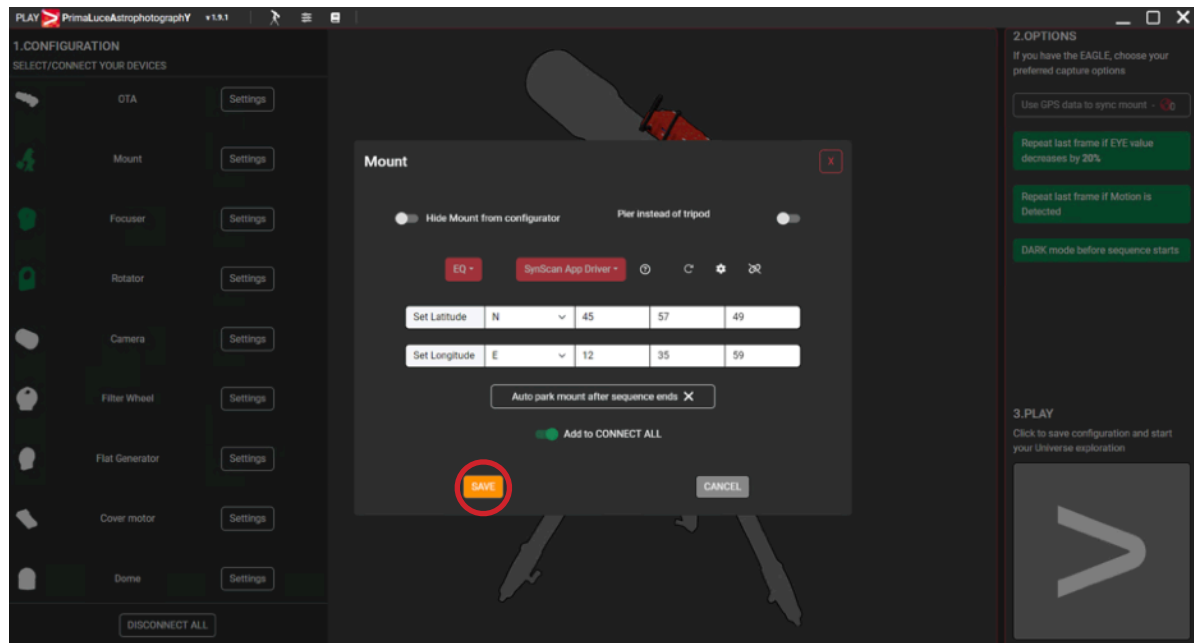 PLAY PrimaLuceAstrophotographY v1.9.1
1.CONFIGURATION
SELECT/CONNECT YOUR DEVICES
OTA Settings
Mount Settings
Focuser Settings
Rotator Settings
Camera Settings
Filter Wheel Settings
Flat Generator Settings
Cover motor Settings
Dome Settings
DISCONNECT ALL
Mount X
Hide Mount from configurator Pier instead of tripod
EQ SynScan App Driver
Set Latitude N 45 57 49
Set Longitude E 12 35 59
Auto park mount after sequence ends X
Add to CONNECT ALL
SAVE CANCEL
2.OPTIONS
If you have the EAGLE, choose your
preferred capture options
Use GPS data to sync mount -
Repeat last frame if EYE value
decreases by 20%
Repeat last frame if Motion is
Detected
DARK mode before sequence starts
3.PLAY
Click to save configuration and start
your Universe exploration